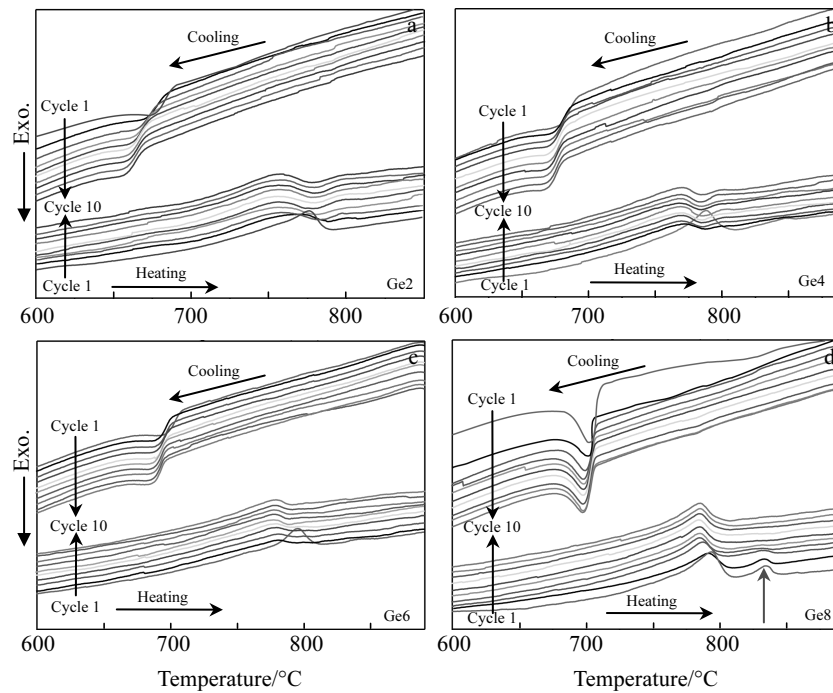 a
Cooling
Cycle 1
Exo.
Cycle 10
Cycle 1
Heating
Ge2
600 700 800
b
Cooling
Cycle 1
Cycle 10
Cycle 1
Heating
Ge4
600 700 800
c
Cooling
Cycle 1
Exo.
Cycle 10
Cycle 1
Heating
Ge6
600 700 800
Temperature/°C
d
Cooling
Cycle 1
Cycle 10
Cycle 1
Heating
Ge8
600 700 800
Temperature/°C